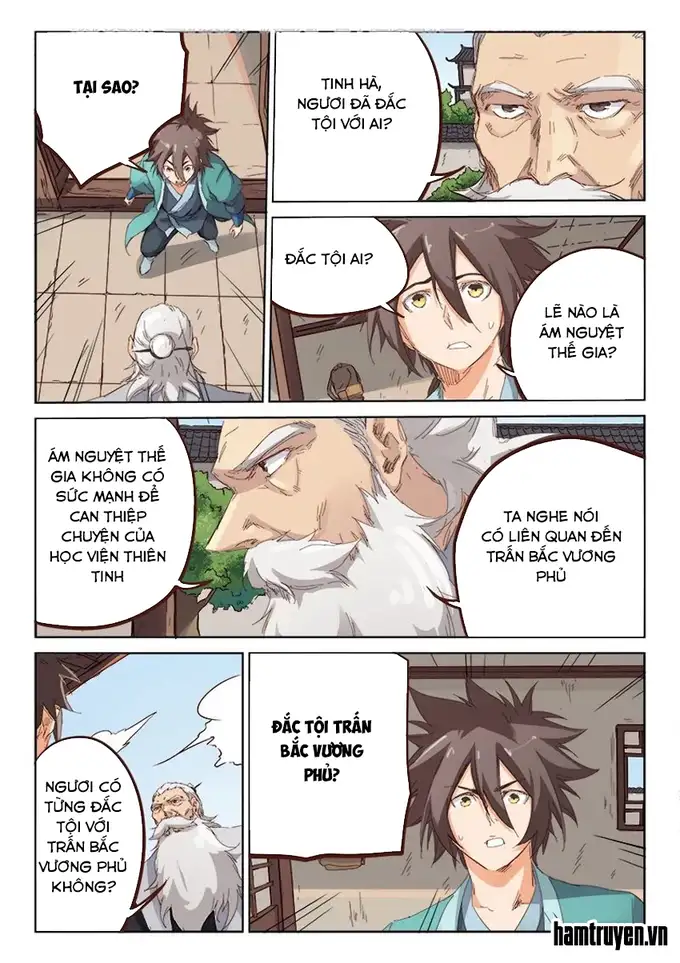 TẠI SAO?
TINH HÀ,
NGƯƠI ĐÃ ĐẮC
TỘI VỚI AI?
ĐẮC TỘI AI?
LẼ NÀO LÀ
ÁM NGUYỆT
THẾ GIA?
ÁM NGUYỆT THẾ
GIA KHÔNG CÓ
SỨC MẠNH ĐỂ
CAN THIỆP
CHUYỆN CỦA
HỌC VIỆN THIÊN
TINH
TA NGHE NÓI
CÓ LIÊN QUAN ĐẾN
TRẤN BẮC VƯƠNG
PHỦ
NGƯƠI CÓ
TỪNG ĐẮC
TỘI VỚI
TRẤN BẮC
VƯƠNG PHỦ
KHÔNG?
ĐẮC TỘI TRẤN
BẮC VƯƠNG
PHỦ?
hamtruyen.vn